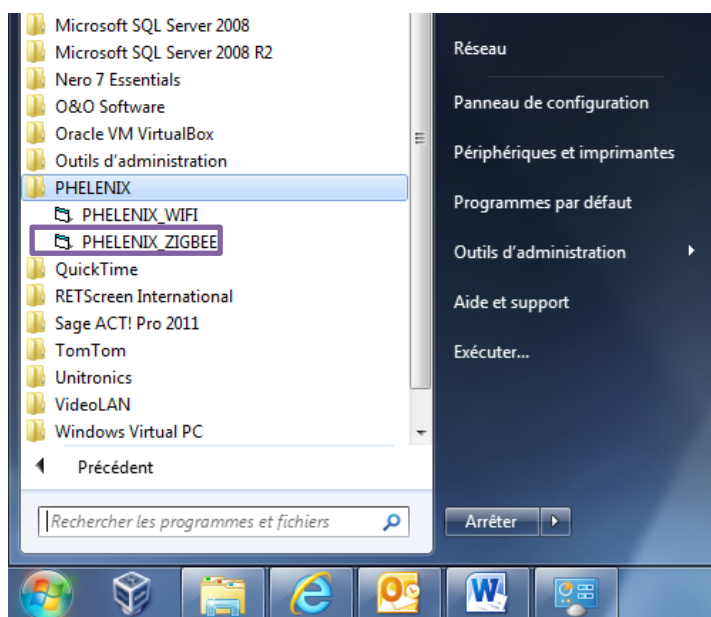 Microsoft SQL Server 2008
Microsoft SQL Server 2008 R2
Nero 7 Essentials
O&O Software
Oracle VM VirtualBox
Outils d'administration
PHELENIX
PHELENIX_WIFI
PHELENIX_ZIGBEE
QuickTime
RETScreen International
Sage ACT! Pro 2011
TomTom
Unitronics
VideoLAN
Windows Virtual PC
Précédent
Rechercher les programmes et fichiers
Réseau
Panneau de configuration
Périphériques et imprimantes
Programmes par défaut
Outils d'administration
Aide et support
Exécuter...
Arrêter